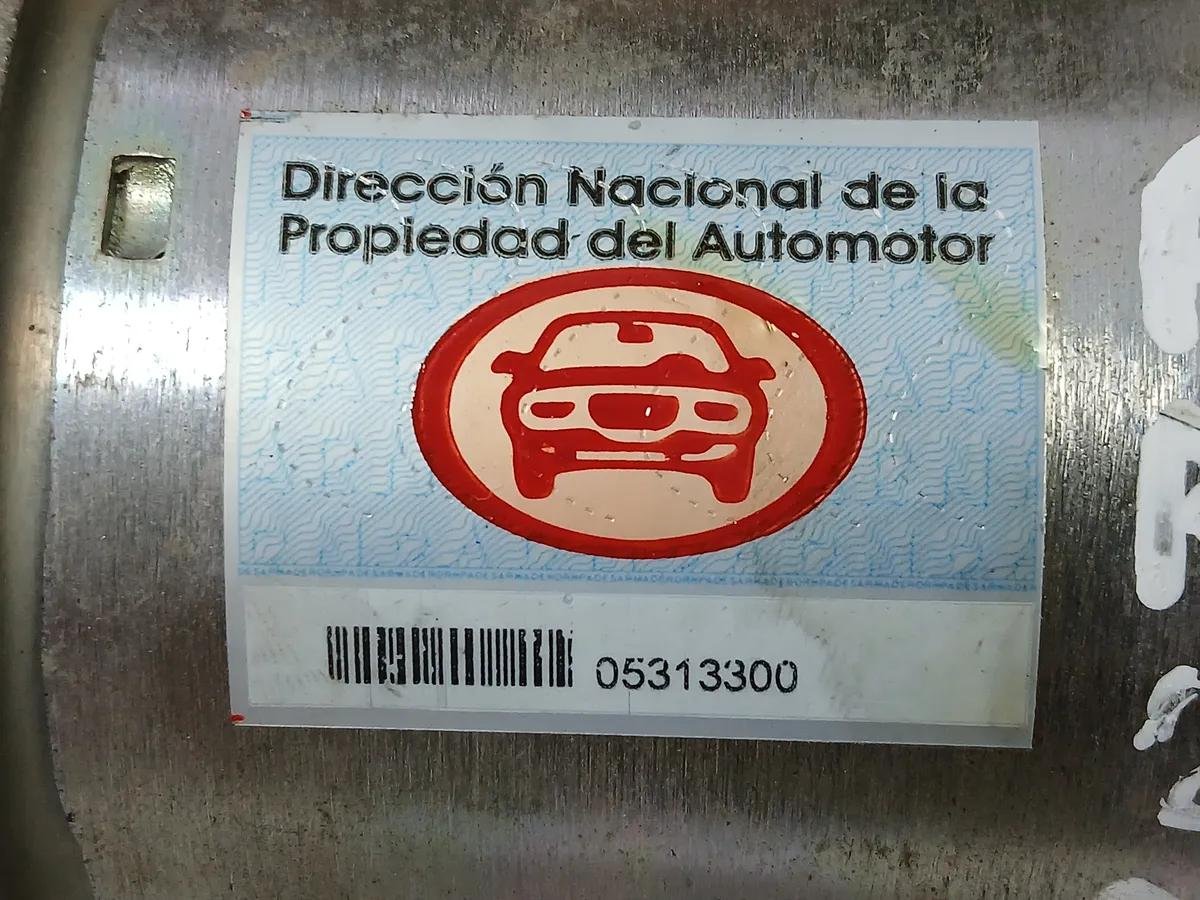 Dirección Nacional de la
Propiedad del Automotor
05313300